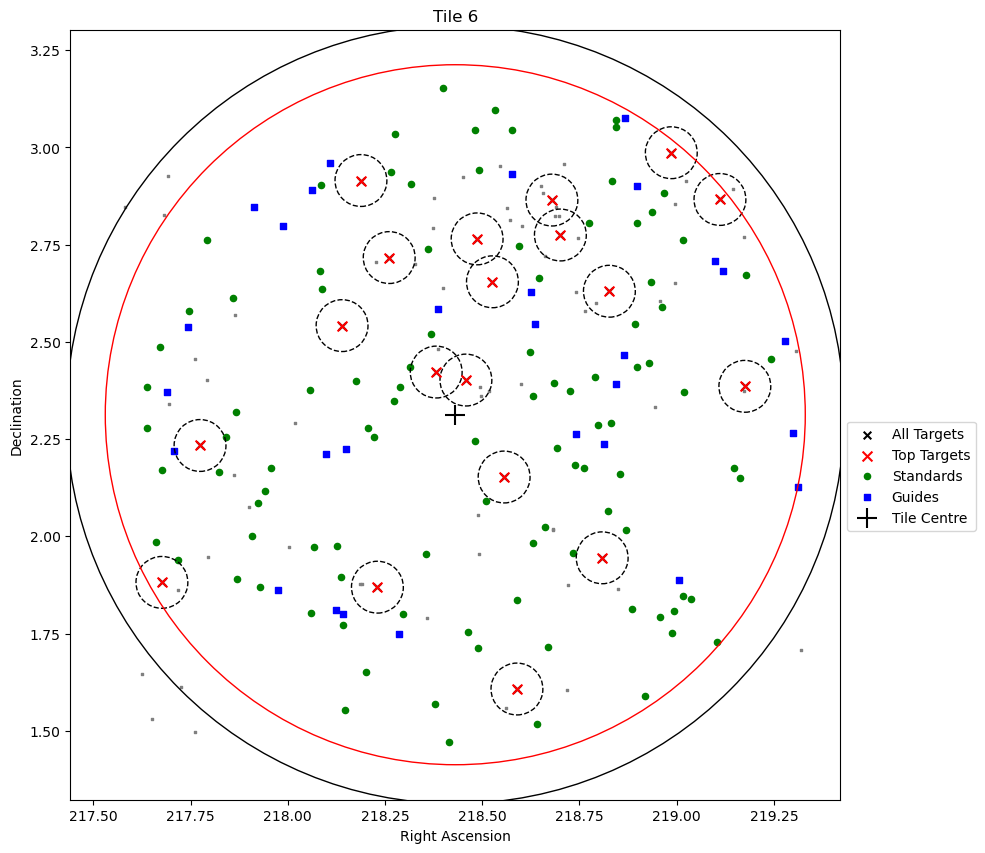 Tile 6
3.25
3.00
2.75
2.50
2.25
2.00
1.75
1.50
Declination
217.50
217.75
218.00
218.25
218.50
218.75
219.00
219.25
Right Ascension
All Targets
Top Targets
Standards
Guides
Tile Centre